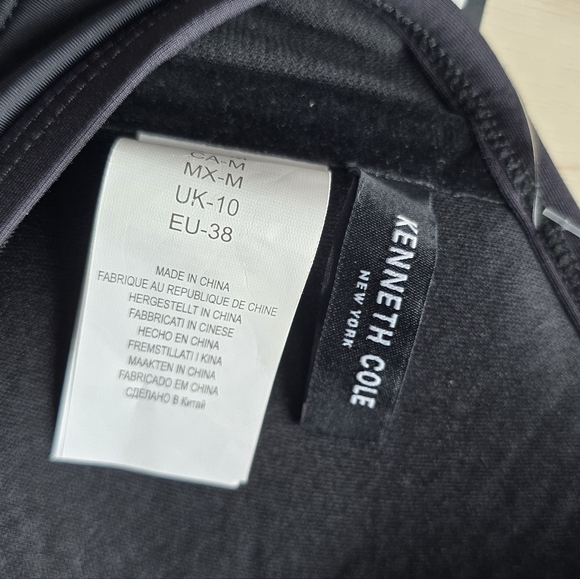 CA-M
MX-M
UK-10
EU-38
MADE IN CHINA
FABRIQUE AU REPUBLIQUE DE CHINE
HERGESTELLT IN CHINA
FABBRICATI IN CINESE
HECHO EN CHINA
FREMSTILLATI I KINA
MAAKTEN IN CHINA
FABRICADO EM CHINA
СДЕЛАНО В Китай
KENNETH COLE
NEW YORK